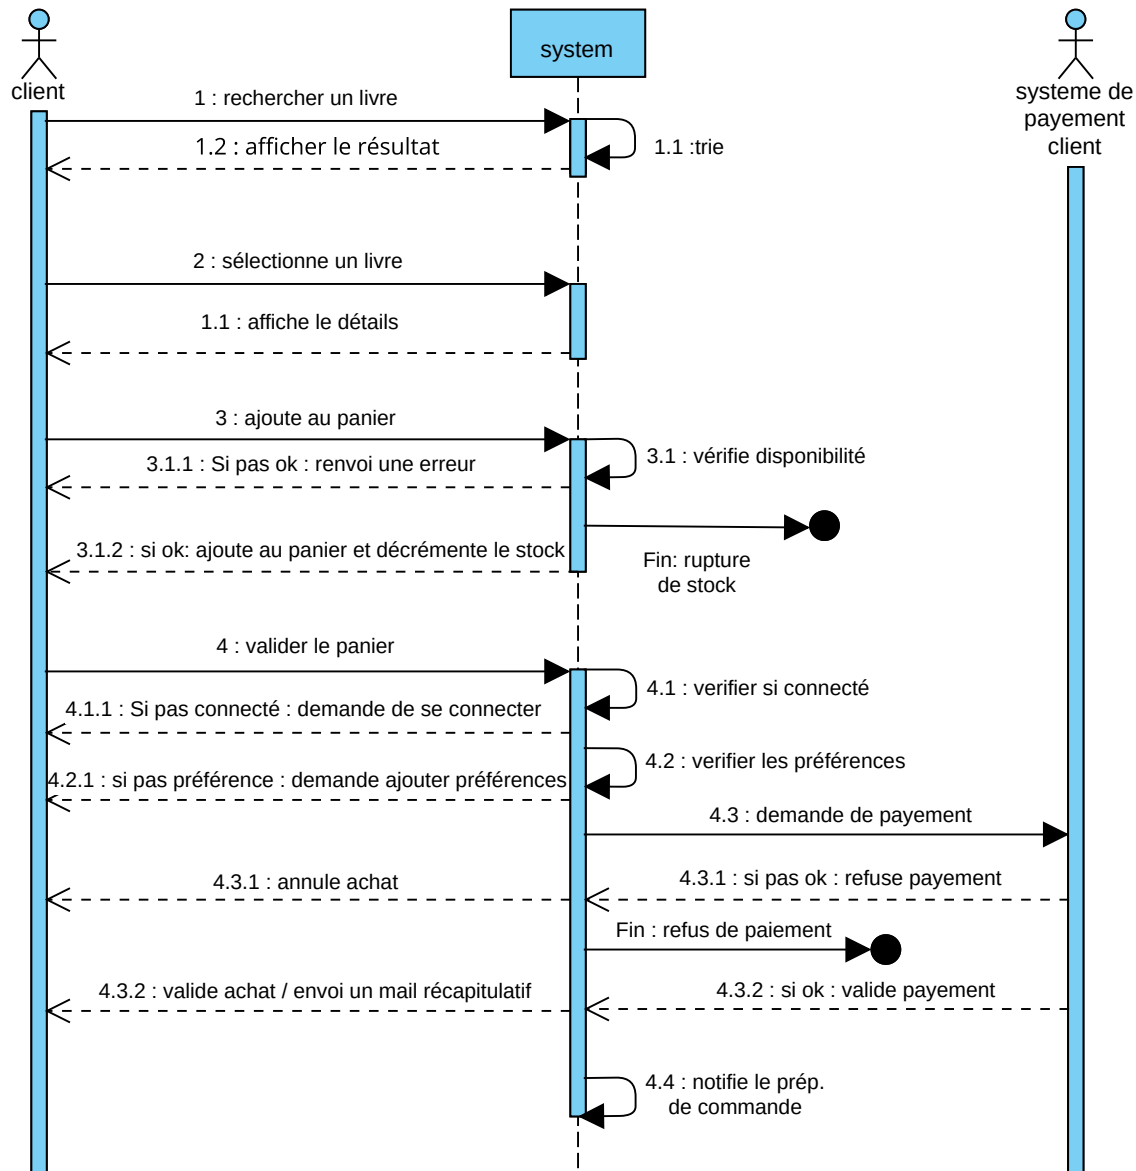 client
system
systeme de
payement
client
1 : rechercher un livre
1.2 : afficher le résultat
1.1 :trie
2 : sélectionne un livre
1.1 : affiche le détails
3 : ajoute au panier
3.1 : vérifie disponibilité
3.1.1 : Si pas ok : renvoi une erreur
3.1.2 : si ok: ajoute au panier et décrémente le stock
Fin: rupture
de stock
4 : valider le panier
4.1 : verifier si connecté
4.1.1 : Si pas connecté : demande de se connecter
4.2 : verifier les préférences
4.2.1 : si pas préférence : demande ajouter préférences
4.3 : demande de payement
4.3.1 : annule achat
4.3.1 : si pas ok : refuse payement
Fin : refus de paiement
4.3.2 : valide achat / envoi un mail récapitulatif
4.3.2 : si ok : valide payement
4.4 : notifie le prép.
de commande